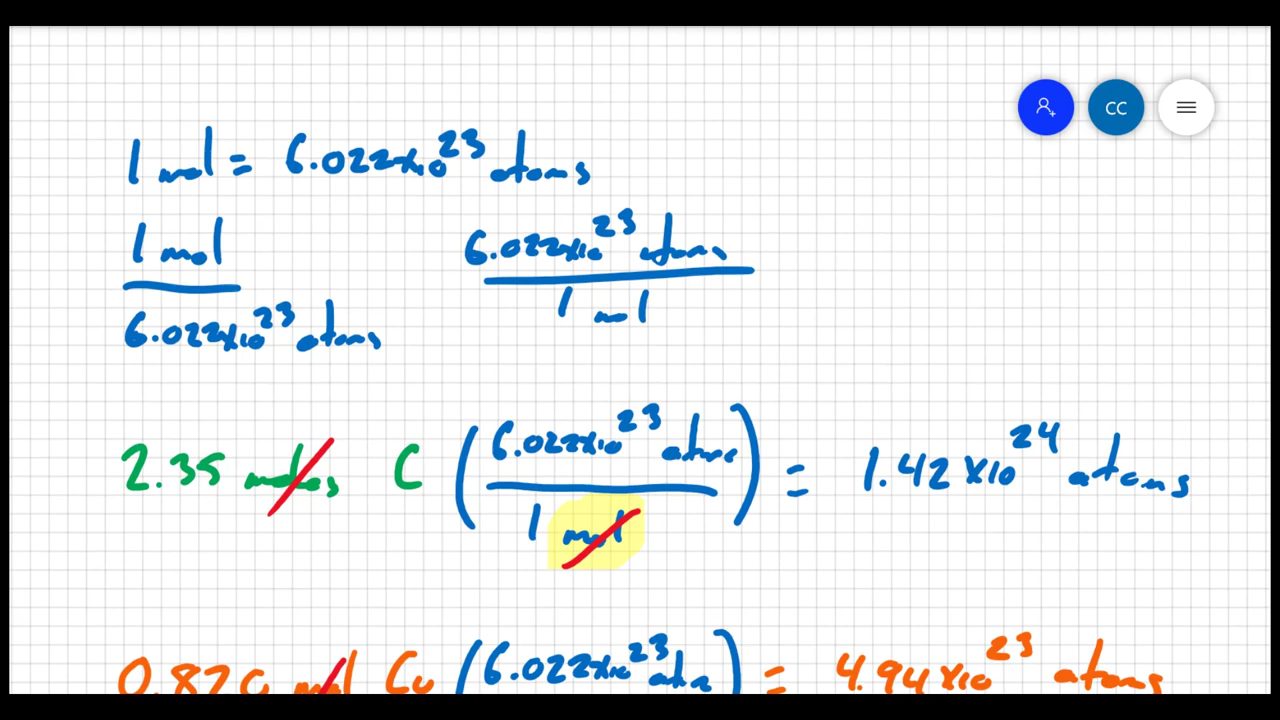 CC
1 mol = 6.022x10^23 atoms
1 mol
6.022x10^23 atoms
6.022x10^23 atoms
1 mol
2.35 moles C (6.022x10^23 atoms / 1 mol) = 1.42x10^24 atoms
0.820 mol Cu (6.022x10^23 atm) = 4.94x10^23 atoms